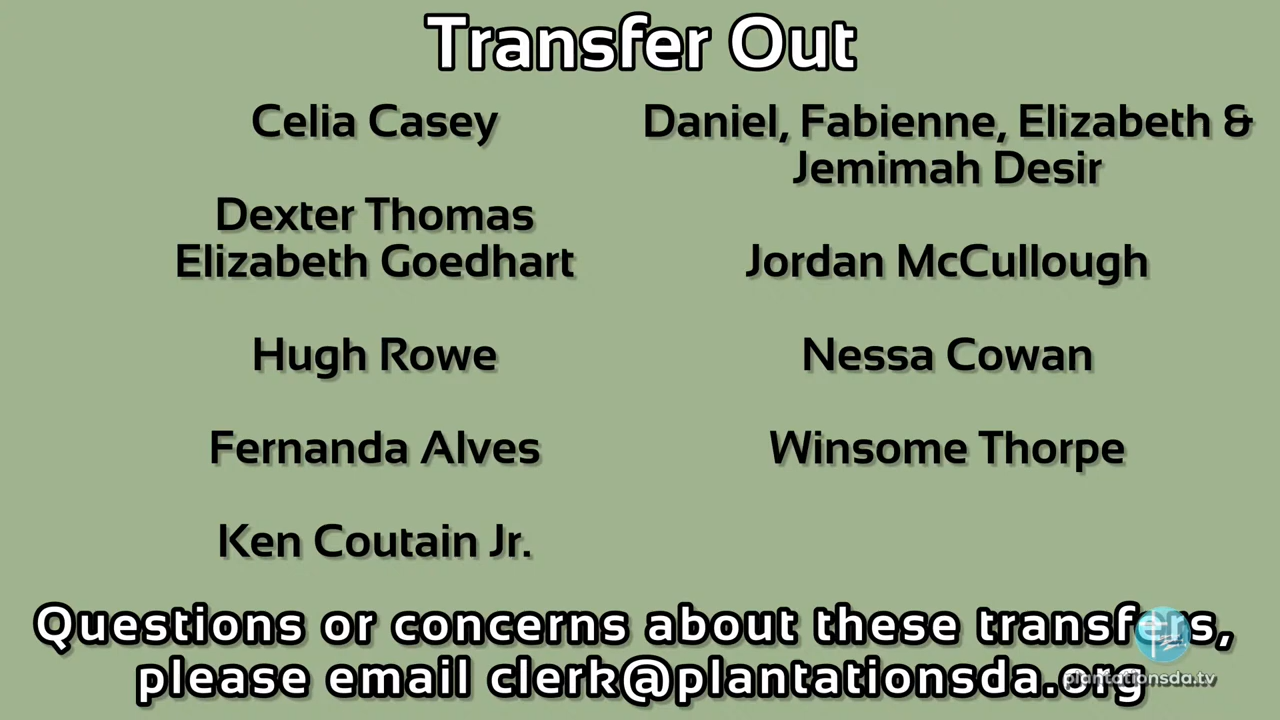 Transfer Out
Celia Casey
Dexter Thomas
Elizabeth Goedhart
Hugh Rowe
Fernanda Alves
Ken Coutain Jr.
Daniel, Fabienne, Elizabeth &
Jemimah Desir
Jordan McCullough
Nessa Cowan
Winsome Thorpe
Questions or concerns about these transfers,
please email clerk@plantationsda.org
plantationsda.tv